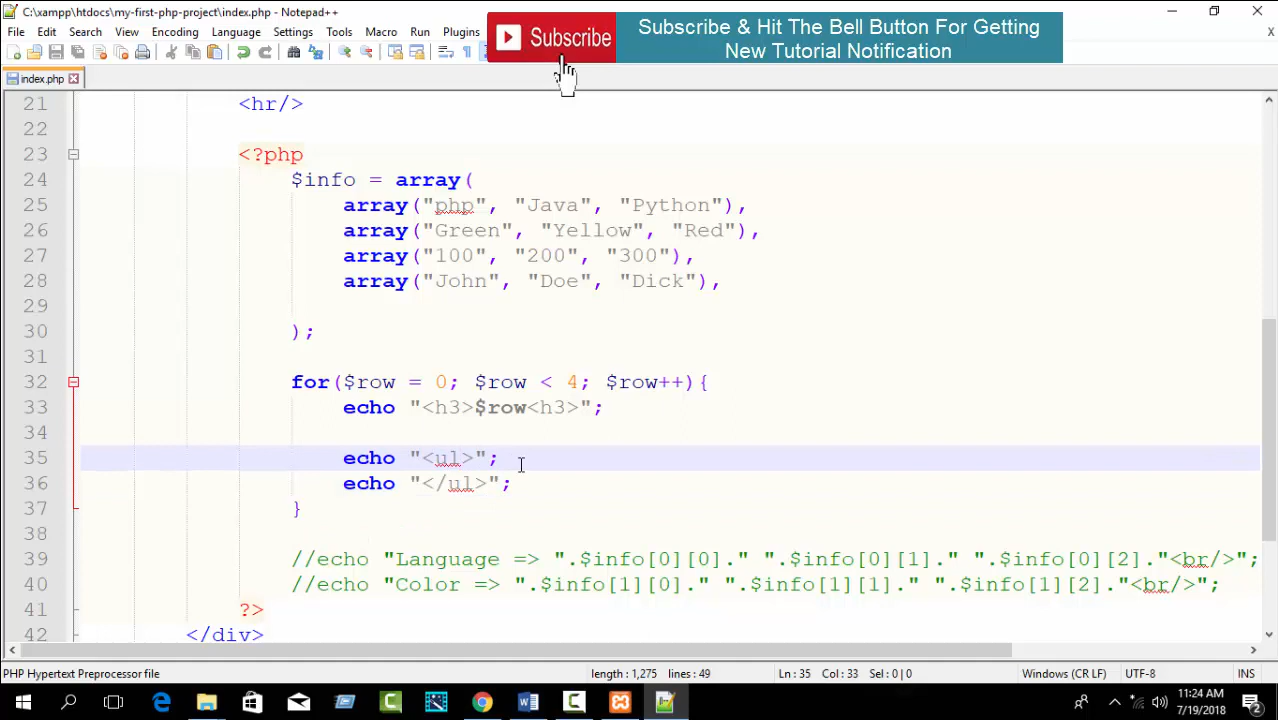 C:\xampp\htdocs\my-first-php-project\index.php - Notepad++
File Edit Search View Encoding Language Settings Tools Macro Run Plugins
X
Subscribe
Subscribe & Hit The Bell Button For Getting
New Tutorial Notification
index.php
21 <hr/>
22
23 <?php
24 $info = array(
25 array("php", "Java", "Python"),
26 array("Green", "Yellow", "Red"),
27 array("100", "200", "300"),
28 array("John", "Doe", "Dick"),
29
30 );
31
32 for($row = 0; $row < 4; $row++){
33 echo "<h3>$row<h3>";
34
35 echo "<ul>";
36 echo "</ul>";
37 }
38
39 //echo "Language => ".$info[0][0]." ".$info[0][1]." ".$info[0][2]."<br/>";
40 //echo "Color => ".$info[1][0]." ".$info[1][1]." ".$info[1][2]."<br/>";
41 ?>
42 </div>
PHP Hypertext Preprocessor file length : 1,275 lines : 49 Ln : 35 Col : 33 Sel : 0 | 0 Windows (CR LF) UTF-8 INS
11:24 AM
7/19/2018
2